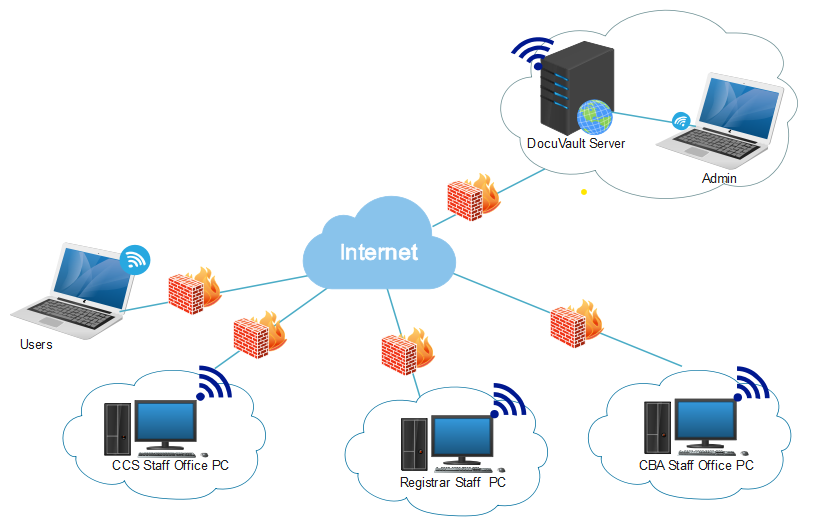 DocuVault Server
Admin
Internet
Users
CCS Staff Office PC
Registrar Staff PC
CBA Staff Office PC